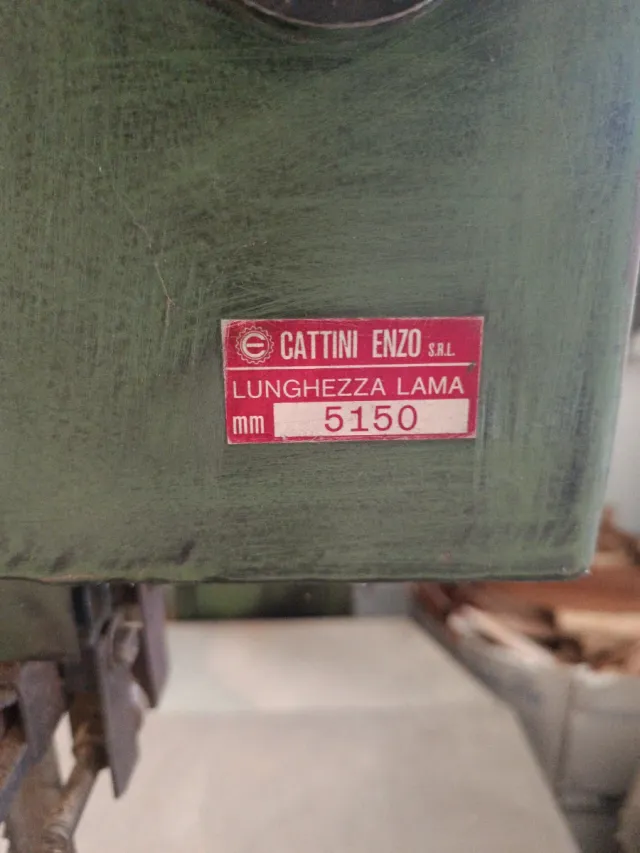 CATTINI ENZO S.R.L.
LUNGHEZZA LAMA
mm 5150